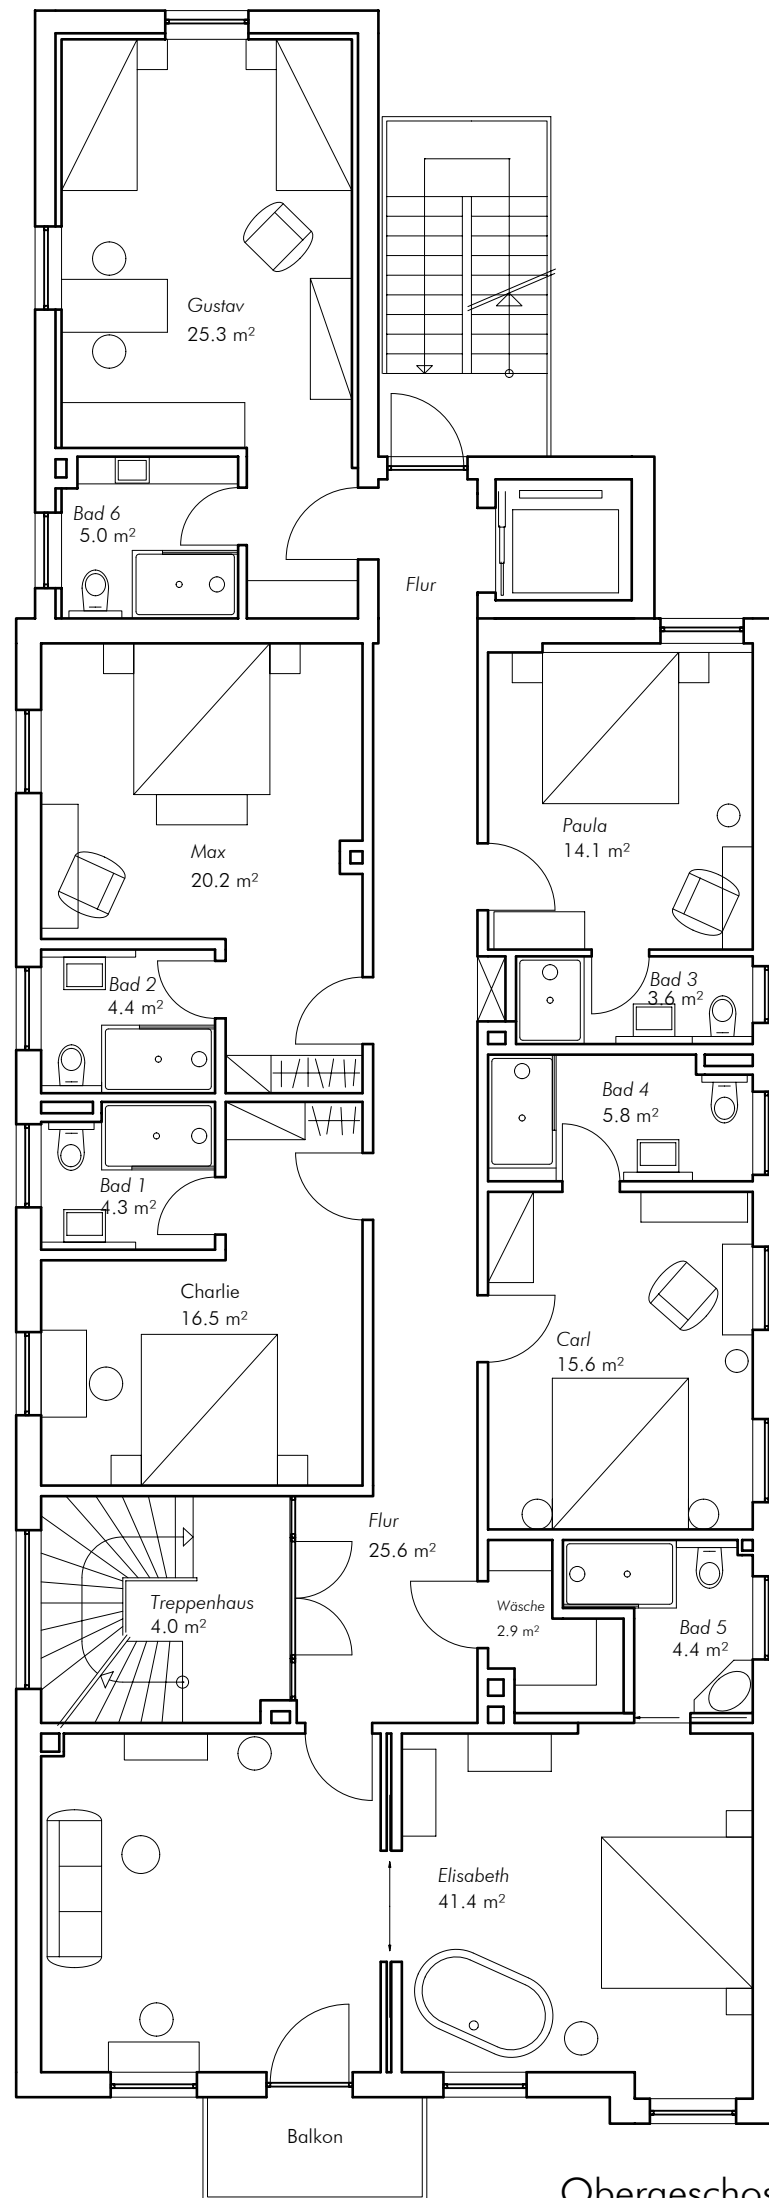 Gustav
25.3 m²
Bad 6
5.0 m²
Flur
Max
20.2 m²
Paula
14.1 m²
Bad 2
4.4 m²
Bad 3
3.6 m²
Bad 4
5.8 m²
Bad 1
4.3 m²
Charlie
16.5 m²
Carl
15.6 m²
Flur
25.6 m²
Treppenhaus
4.0 m²
Wäsche
2.9 m²
Bad 5
4.4 m²
Elisabeth
41.4 m²
Balkon
Obergeschos